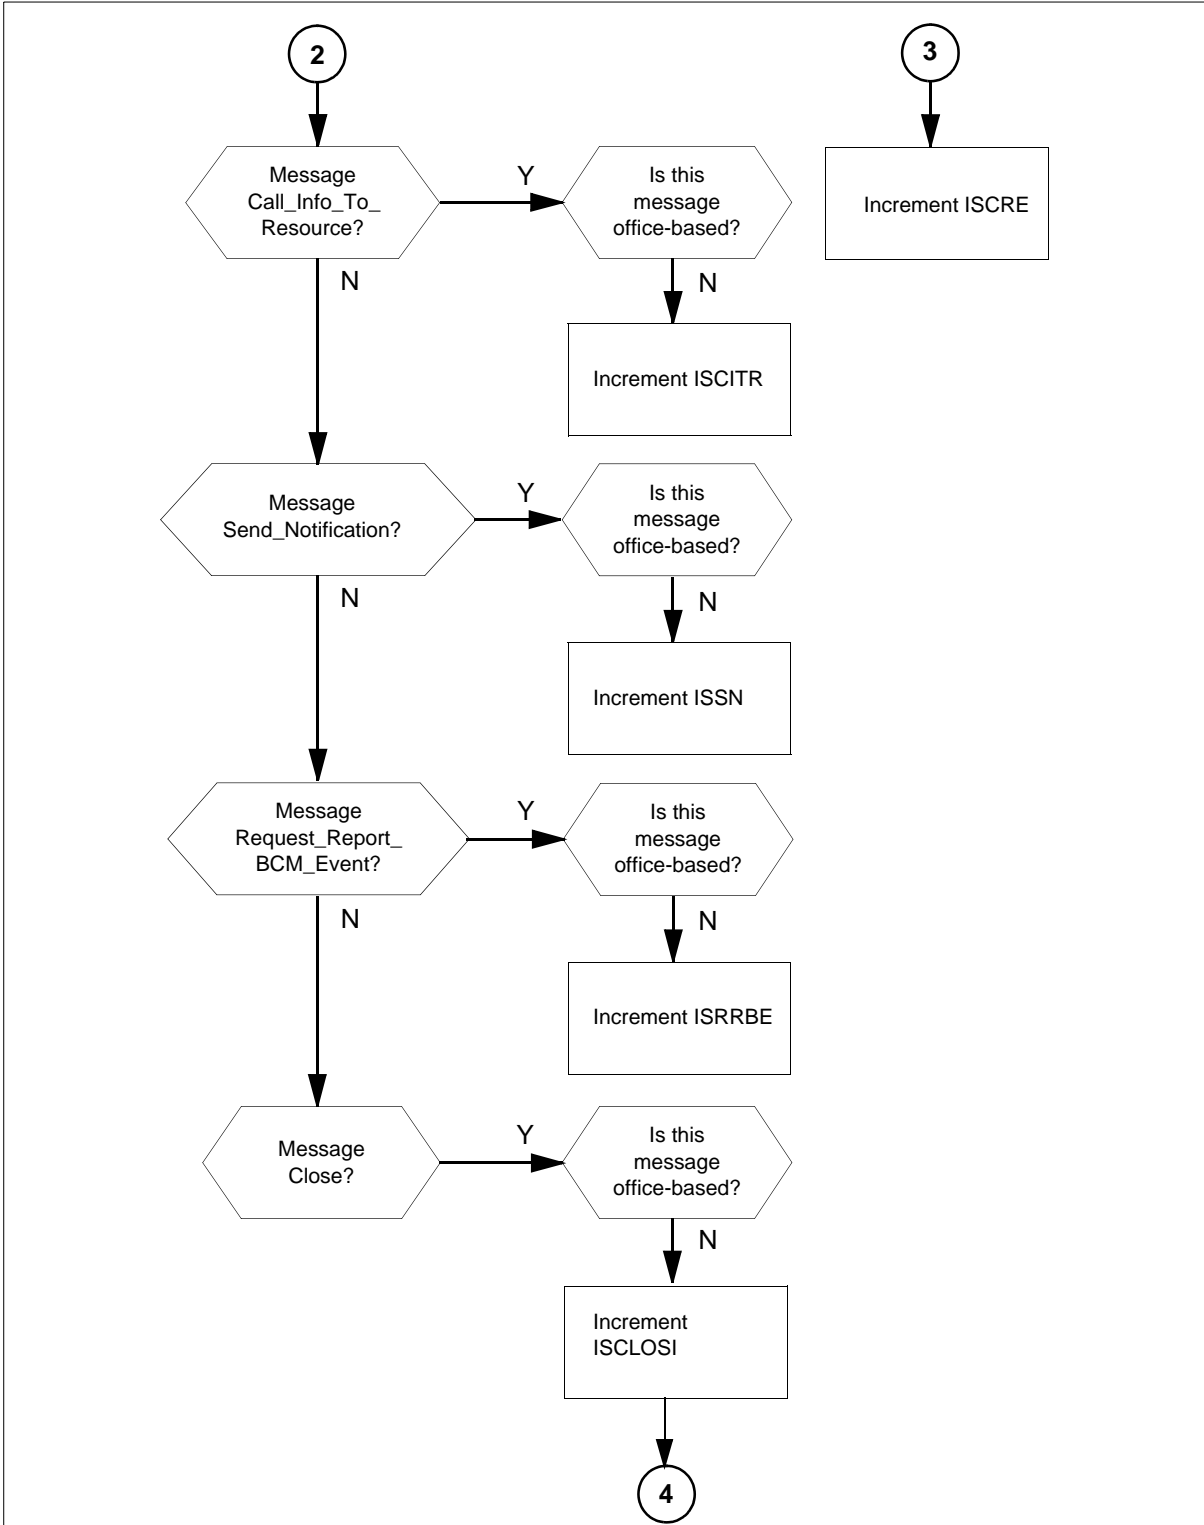 2
3
Message
Call_Info_To_
Resource?
Y
Is this
message
office-based?
Increment ISCRE
N
N
Increment ISCITR
Message
Send_Notification?
Y
Is this
message
office-based?
N
N
Increment ISSN
Message
Request_Report_
BCM_Event?
Y
Is this
message
office-based?
N
N
Increment ISRRBE
Message
Close?
Y
Is this
message
office-based?
N
Increment
ISCLOSI
4